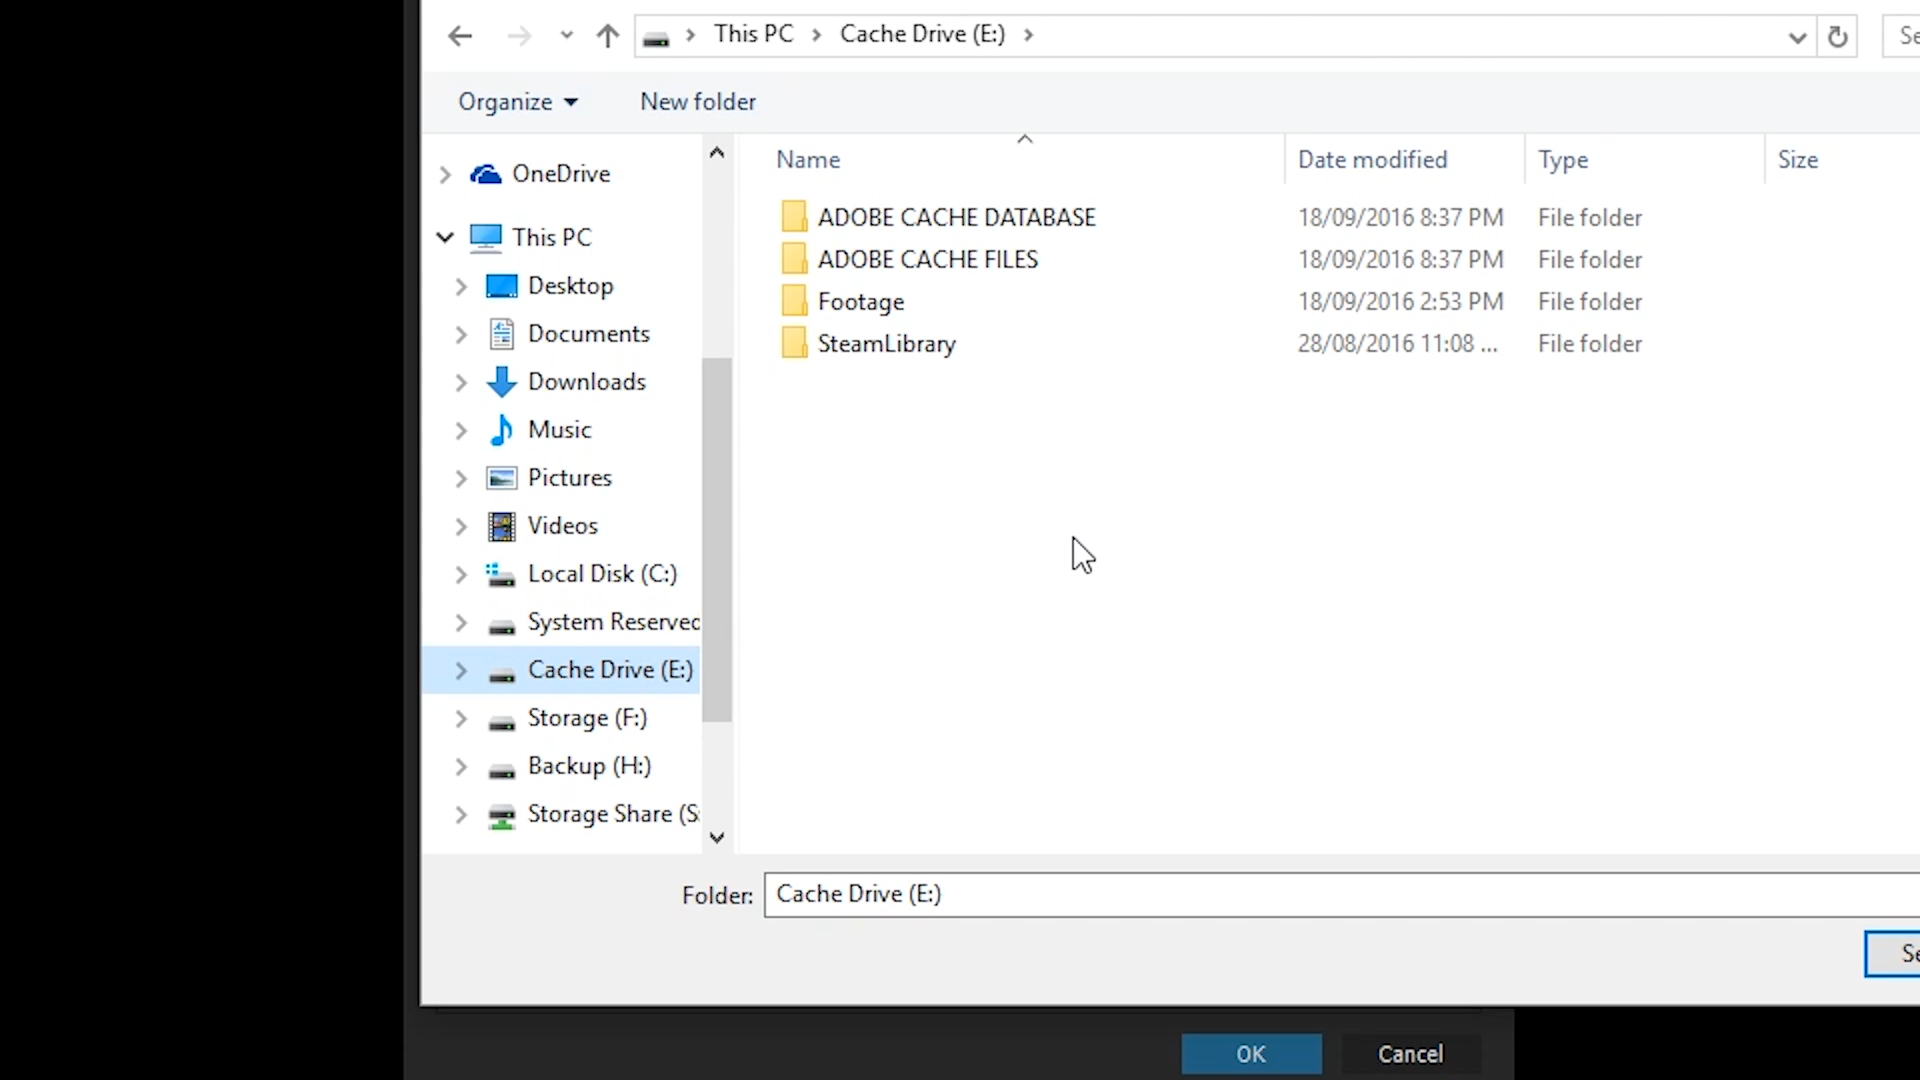 This PC Cache Drive (E:)
Organize New folder
Name Date modified Type Size
OneDrive
This PC
Desktop
Documents
Downloads
Music
Pictures
Videos
Local Disk (C:)
System Reserved
Cache Drive (E:)
Storage (F:)
Backup (H:)
Storage Share (S:
ADOBE CACHE DATABASE 18/09/2016 8:37 PM File folder
ADOBE CACHE FILES 18/09/2016 8:37 PM File folder
Footage 18/09/2016 2:53 PM File folder
SteamLibrary 28/08/2016 11:08 ... File folder
Folder: Cache Drive (E:)
OK Cancel